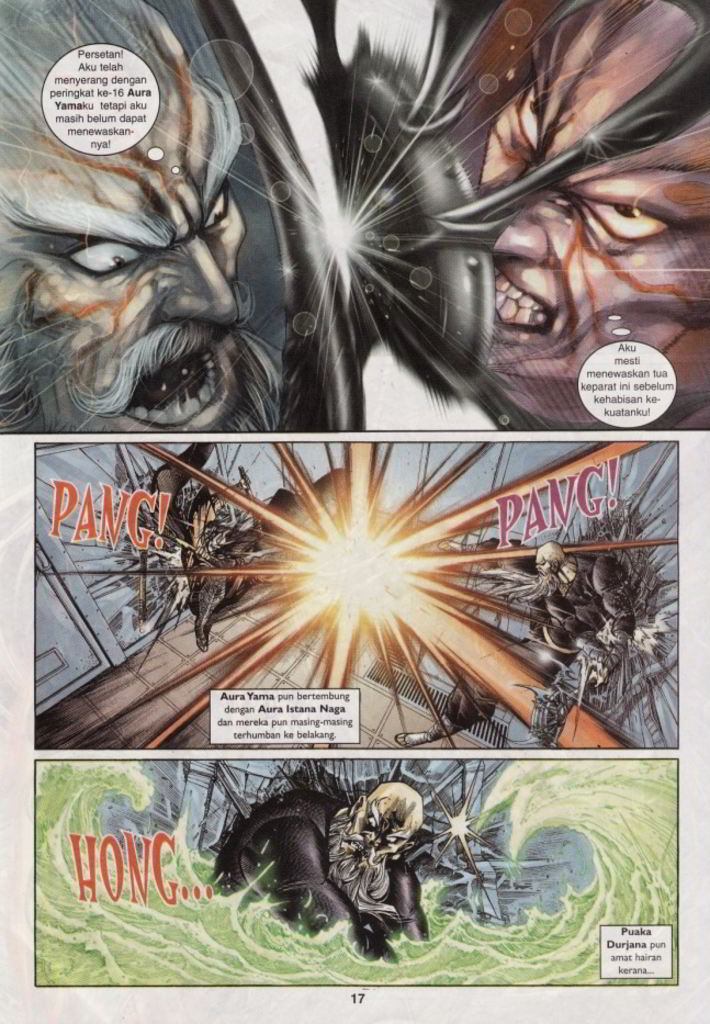 Persetan!
Aku telah
menyerang dengan
peringkat ke-16 Aura
Yamaku tetapi aku
masih belum dapat
menewaskan-
nya!
Aku
mesti
menewaskan tua
keparat ini sebelum
kehabisan ke-
kuatanku!
PANG!
PANG!
Aura Yama pun bertembung
dengan Aura Istana Naga
dan mereka pun masing-masing
terhumban ke belakang.
HONG...
Puaka
Durjana pun
amat hairan
kerana...
17